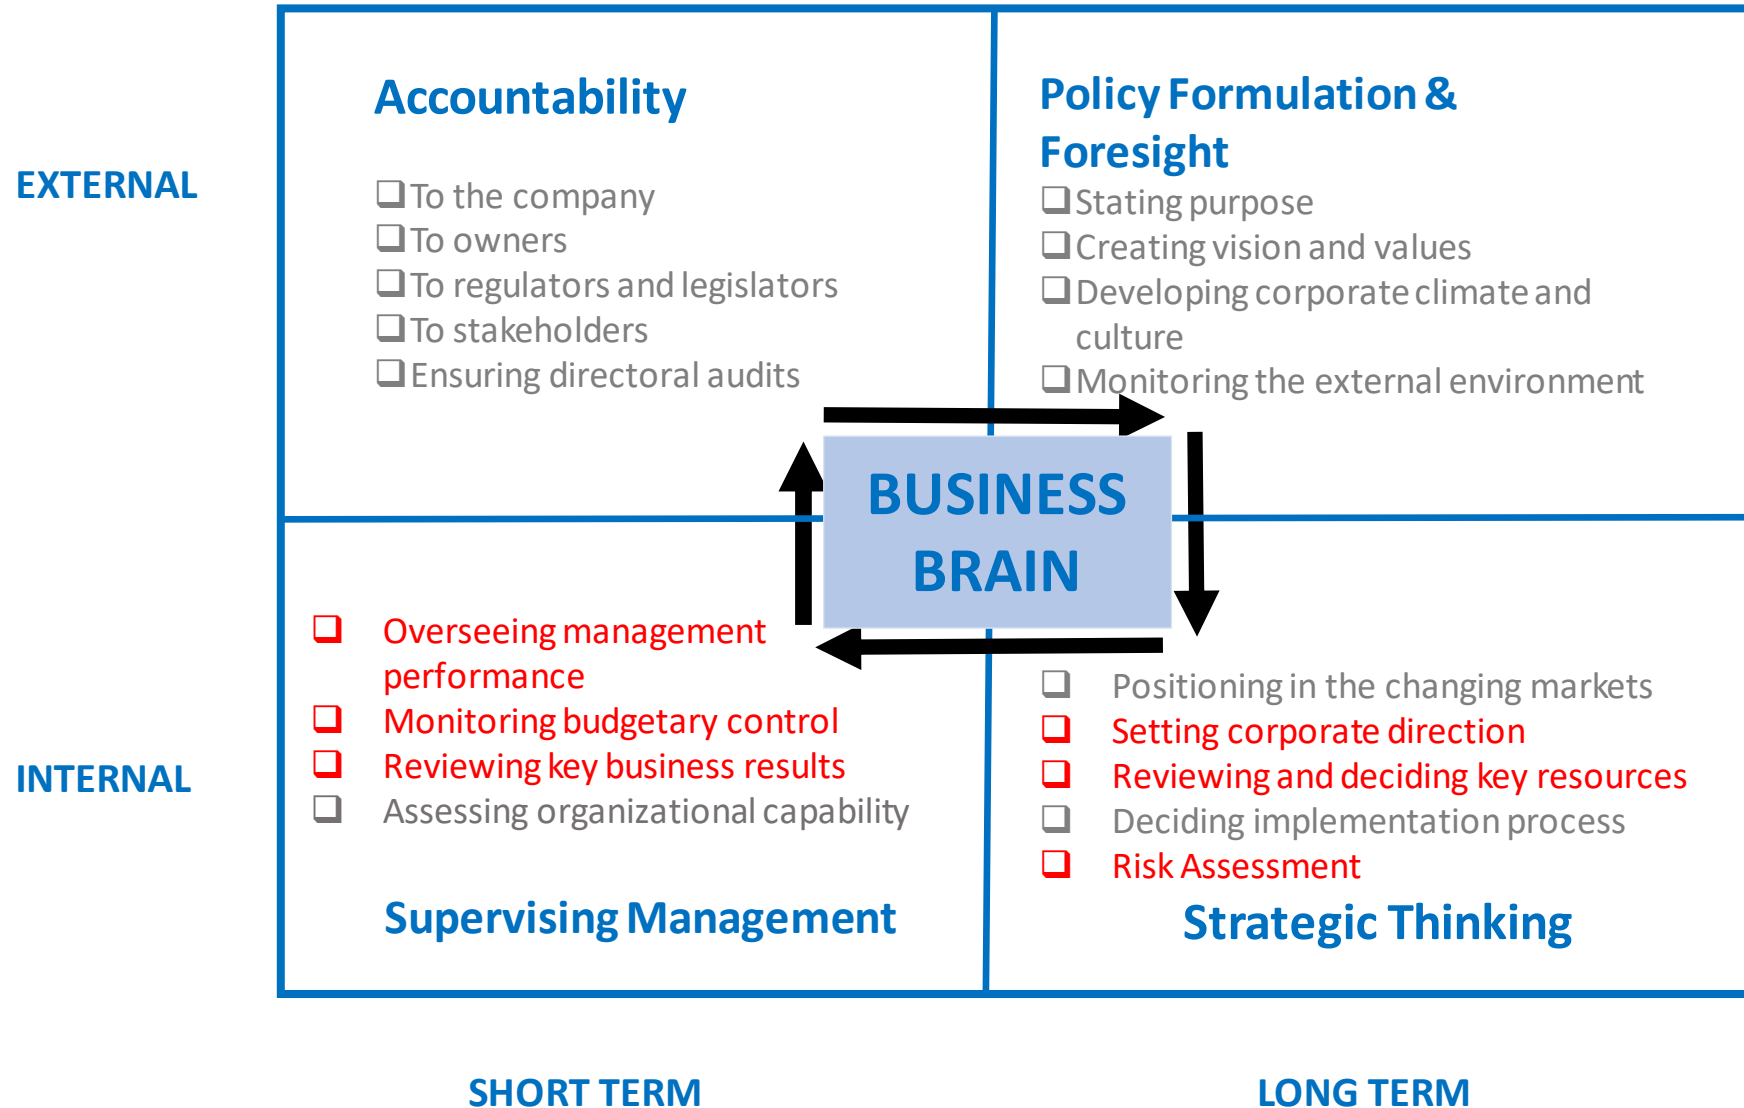 EXTERNAL
Accountability
❑To the company
❑To owners
❑To regulators and legislators
❑To stakeholders
❑Ensuring directoral audits
Policy Formulation &
Foresight
❑Stating purpose
❑Creating vision and values
❑Developing corporate climate and
culture
❑Monitoring the external environment
BUSINESS
BRAIN
INTERNAL
❑ Overseeing management
performance
❑ Monitoring budgetary control
❑ Reviewing key business results
❑ Assessing organizational capability
Supervising Management
❑ Positioning in the changing markets
❑ Setting corporate direction
❑ Reviewing and deciding key resources
❑ Deciding implementation process
❑ Risk Assessment
Strategic Thinking
SHORT TERM
LONG TERM